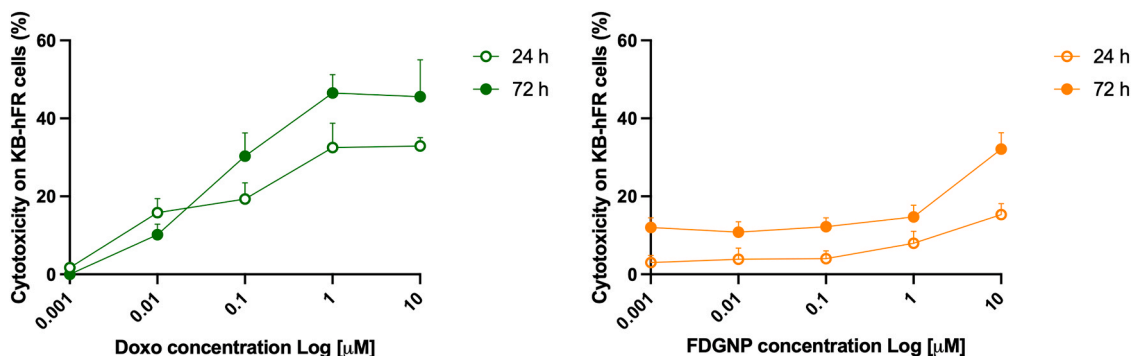 Cytotoxicity on KB-hFR cells (%)
60
40
20
0
0.001
0.01
0.1
1
10
Doxo concentration Log [μM]
24 h
72 h
Cytotoxicity on KB-hFR cells (%)
60
40
20
0
0.001
0.01
0.1
1
10
FDGNP concentration Log [μM]
24 h
72 h